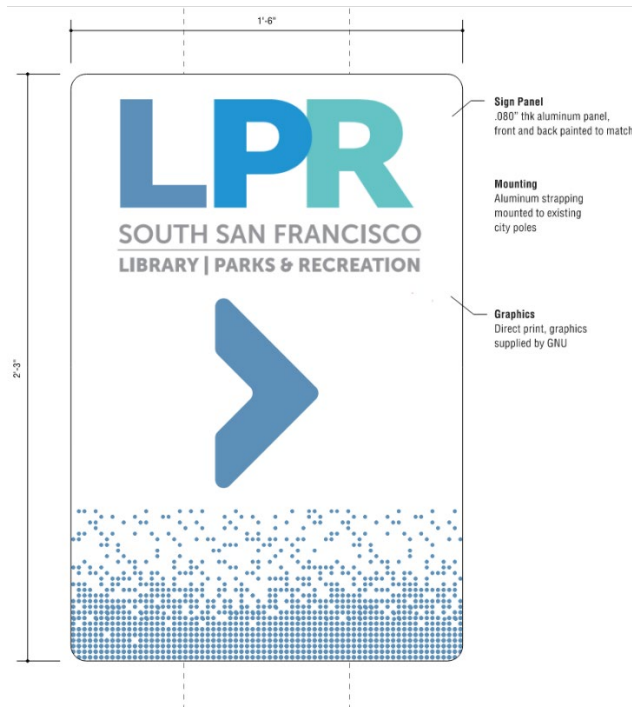 1'-6"
LPR
SOUTH SAN FRANCISCO
LIBRARY | PARKS & RECREATION
2'-3"
Sign Panel
.080" thk aluminum panel,
front and back painted to match
Mounting
Aluminum strapping
mounted to existing
city poles
Graphics
Direct print, graphics
supplied by GNU